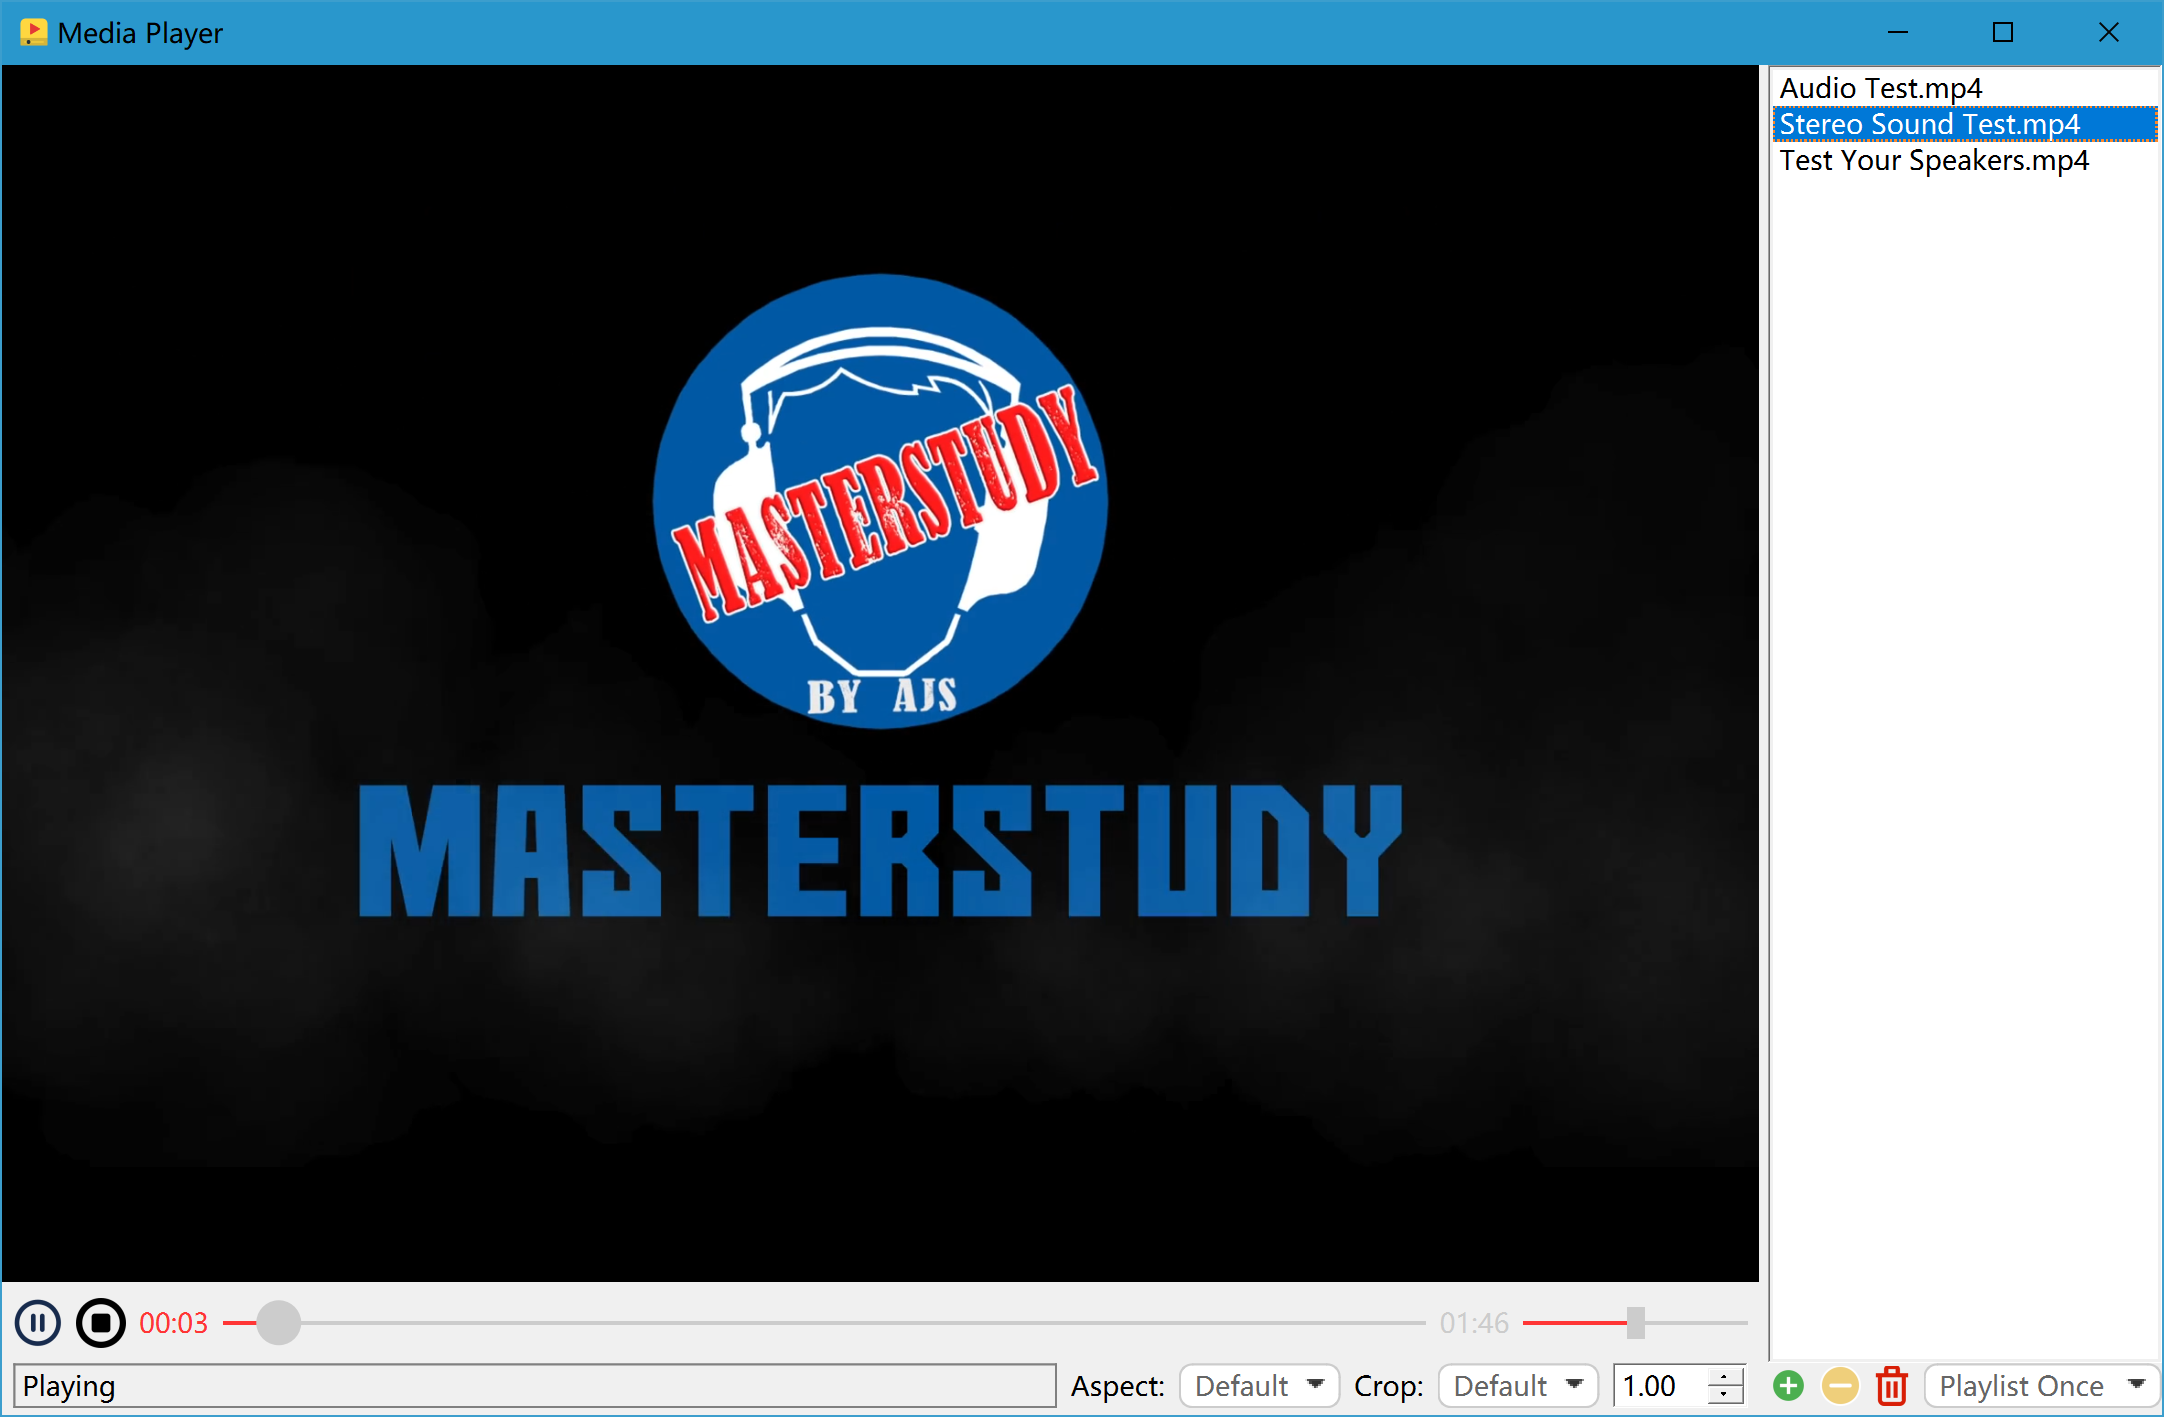 Media Player
Audio Test.mp4
Stereo Sound Test.mp4
Test Your Speakers.mp4
MASTERSTUDY
BY AJS
MASTERSTUDY
00:03
01:46
Playing
Aspect:
Default
Crop:
Default
1.00
Playlist Once